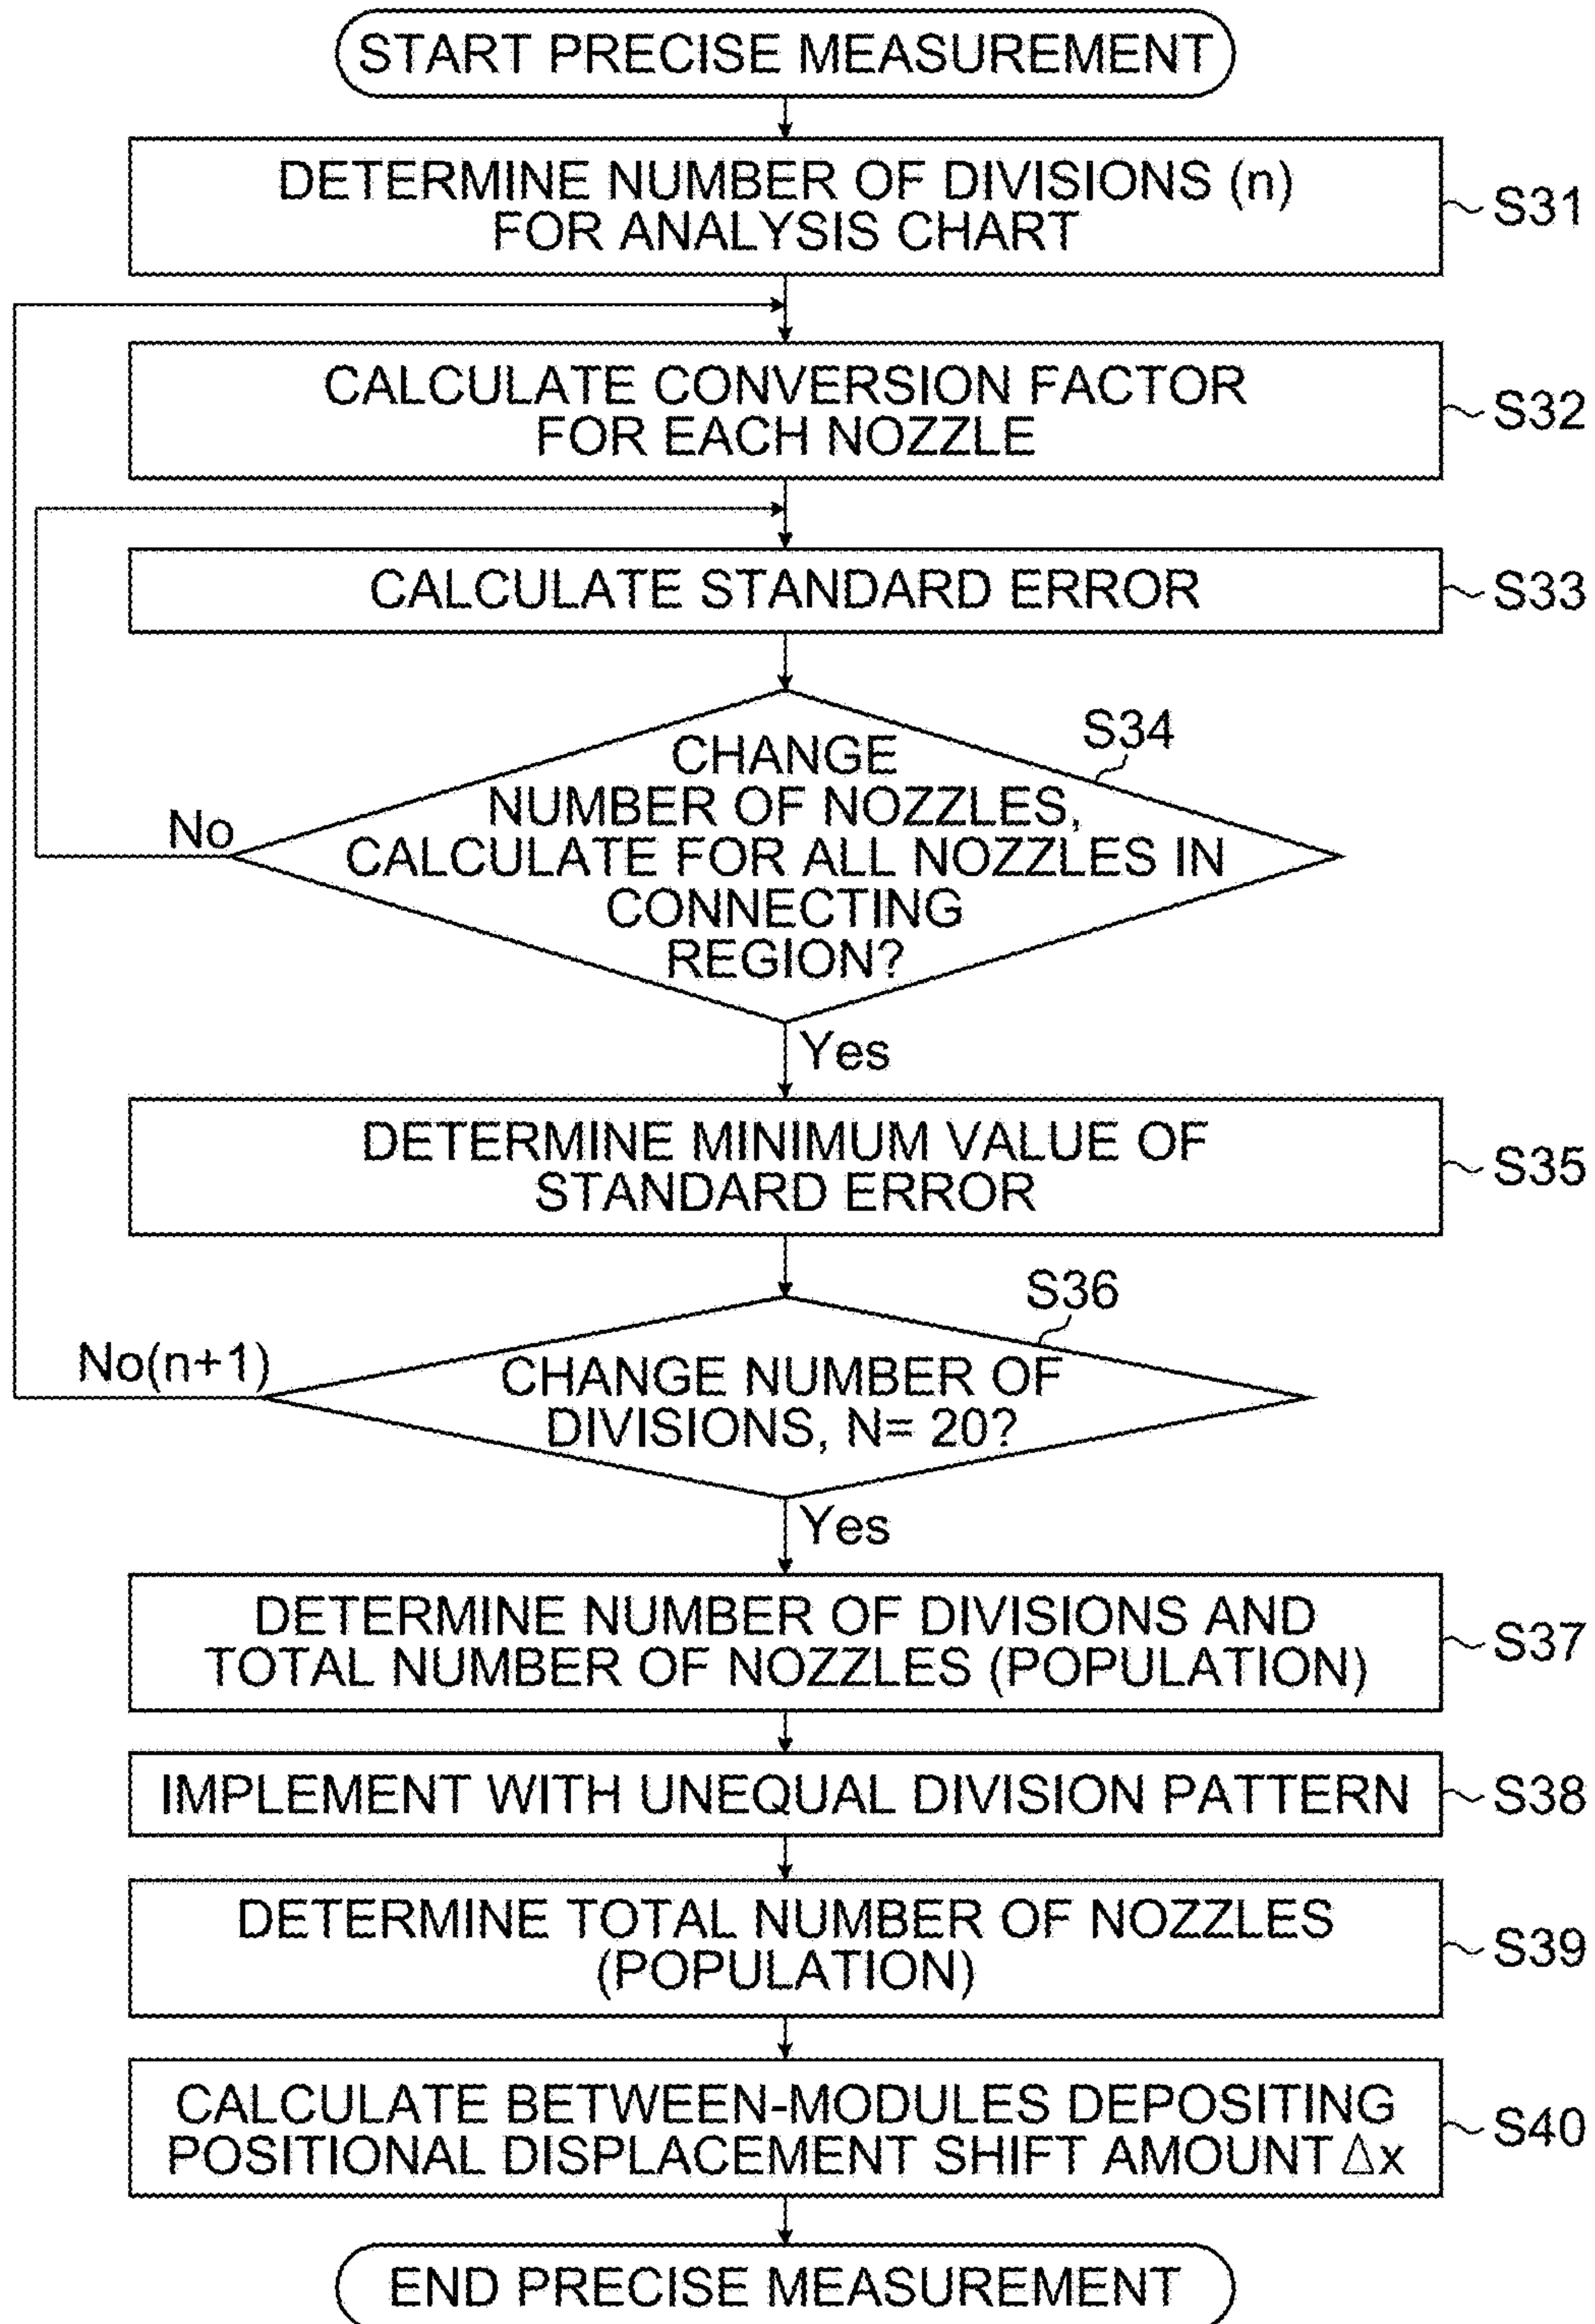 START PRECISE MEASUREMENT
DETERMINE NUMBER OF DIVISIONS (n)
FOR ANALYSIS CHART
S31
CALCULATE CONVERSION FACTOR
FOR EACH NOZZLE
S32
CALCULATE STANDARD ERROR
S33
S34
CHANGE
NUMBER OF NOZZLES,
CALCULATE FOR ALL NOZZLES IN
CONNECTING
REGION?
No
Yes
DETERMINE MINIMUM VALUE OF
STANDARD ERROR
S35
S36
No(n+1)
CHANGE NUMBER OF
DIVISIONS, N= 20?
Yes
DETERMINE NUMBER OF DIVISIONS AND
TOTAL NUMBER OF NOZZLES (POPULATION)
S37
IMPLEMENT WITH UNEQUAL DIVISION PATTERN
S38
DETERMINE TOTAL NUMBER OF NOZZLES
(POPULATION)
S39
CALCULATE BETWEEN-MODULES DEPOSITING
POSITIONAL DISPLACEMENT SHIFT AMOUNT Δx
S40
END PRECISE MEASUREMENT